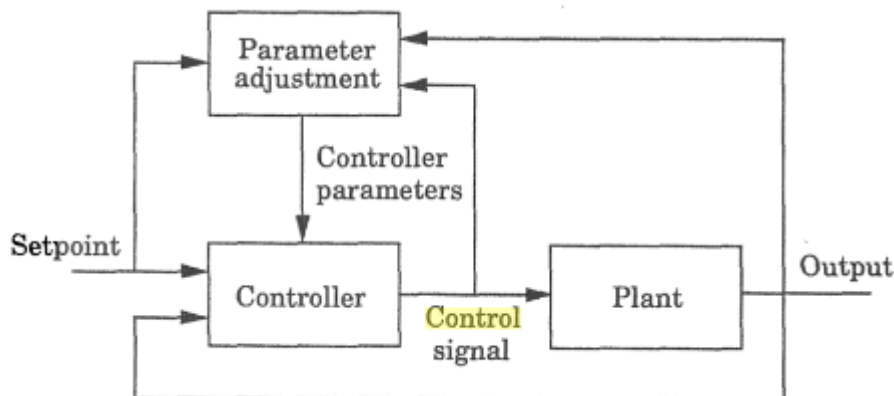 Parameter
adjustment
Controller
parameters
Setpoint
Controller
Control
signal
Plant
Output